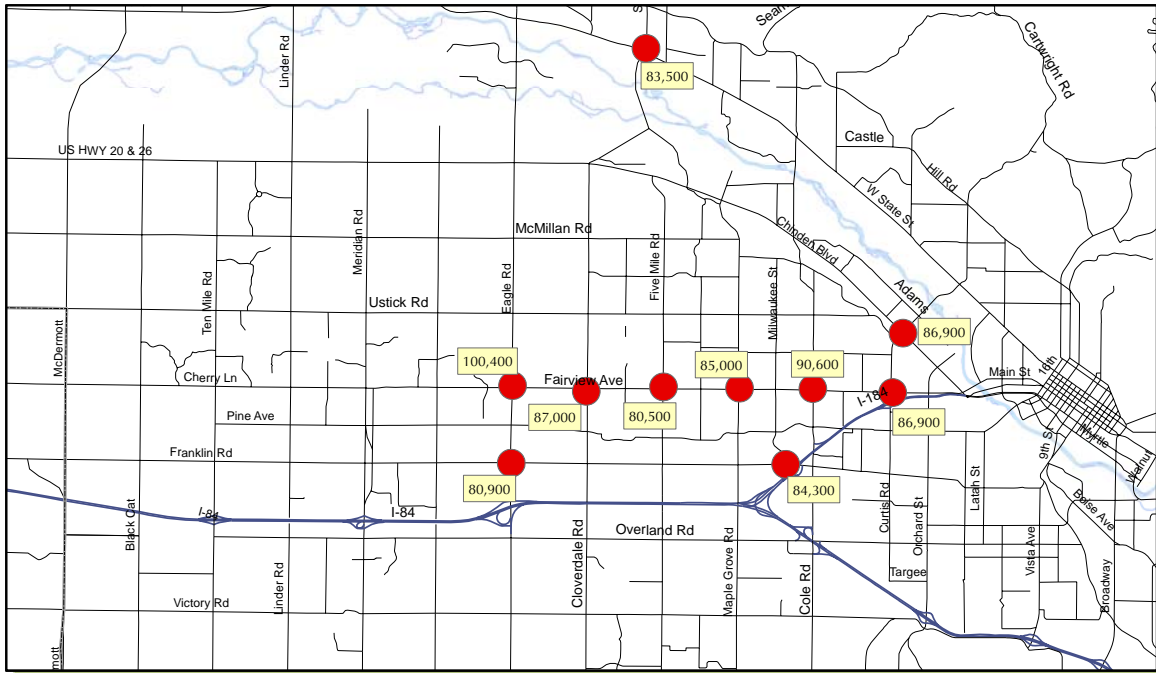 S
Sean
Cartwright Rd
Linder Rd
83,500
Castle
US HWY 20 & 26
Hill Rd
W State St
McMillan Rd
Chinden Blvd
Meridian Rd
Five Mile Rd
Eagle Rd
Milwaukee St
Ten Mile Rd
Adams
Ustick Rd
McDermott
86,900
100,400
85,000
90,600
16th
Cherry Ln
Fairview Ave
Main St
I-184
Pine Ave
87,000
80,500
86,900
Myrtle
9th St
Franklin Rd
Walnut
80,900
84,300
Latah St
Boise Ave
Black Cat
I-84
I-84
Curtis Rd
Orchard St
Overland Rd
Vista Ave
Cloverdale Rd
Maple Grove Rd
Cole Rd
Targee
Broadway
Linder Rd
Victory Rd
mott